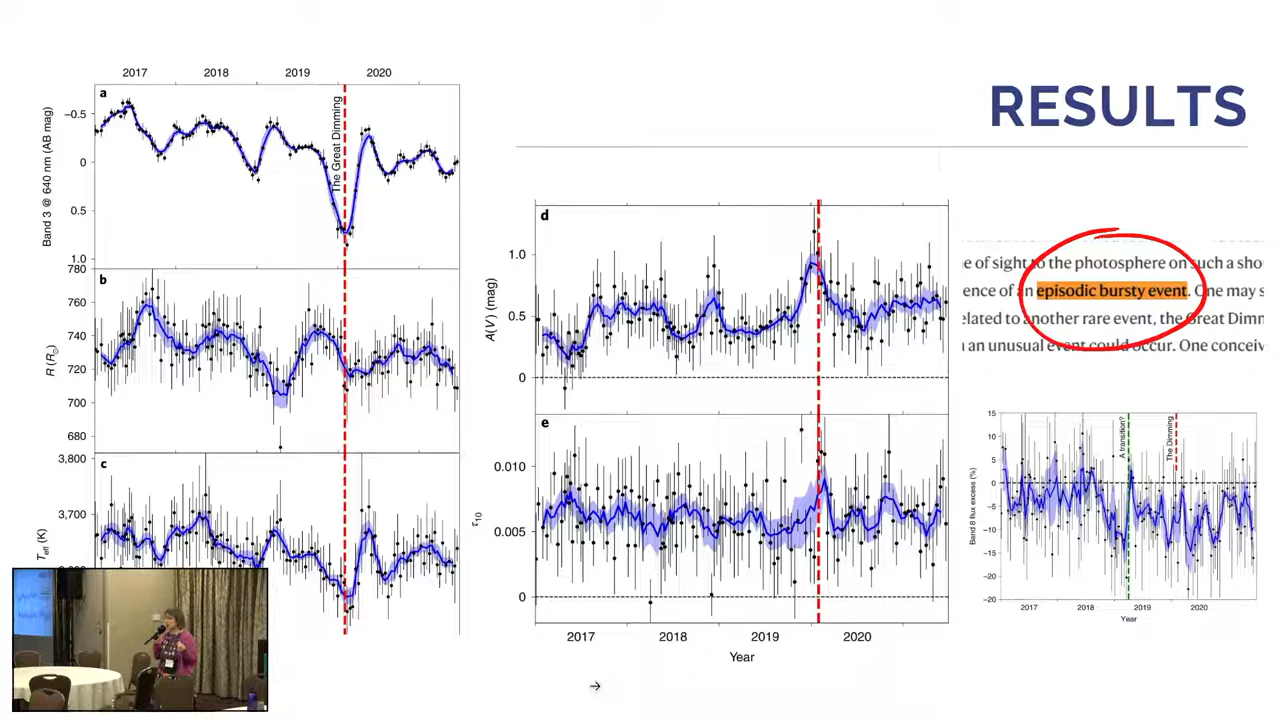 RESULTS
2017 2018 2019 2020
a
Band 3 @ 640 nm (AB mag)
−0.5
0
0.5
1.0
The Great Dimming
b
R (R⊙)
780
760
740
720
700
680
c
Teff (K)
3,800
3,700
d
A(V) (mag)
1.0
0.5
0
e
τ10
0.010
0.005
0
2017 2018 2019 2020
Year
e of sight to the photosphere on such a sho
ence of an episodic bursty event. One may s
elated to another rare event, the Great Dimm
an unusual event could occur. One conceiv
Band 8 flux excess (%)
15
10
5
0
−5
−10
−15
−20
A transition?
The Dimming
2017 2018 2019 2020
Year